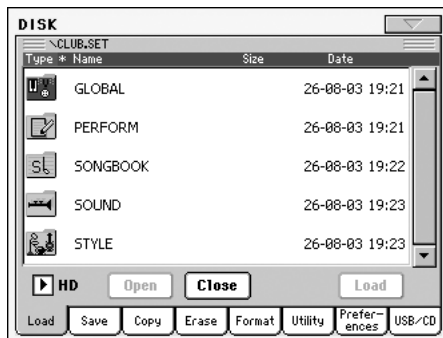 DISK
\CLUB.SET
Type * Name Size Date
GLOBAL 26-08-03 19:21
PERFORM 26-08-03 19:21
SL SONGBOOK 26-08-03 19:22
SOUND 26-08-03 19:23
STYLE 26-08-03 19:23
HD Open Close Load
Load Save Copy Erase Format Utility Prefer-ences USB/CD